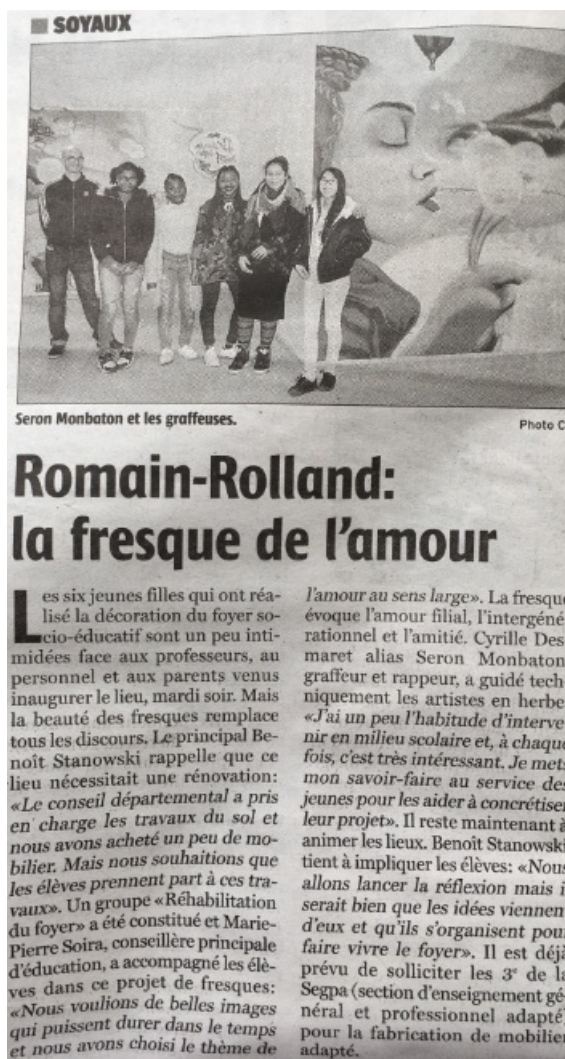 SOYAUX
Seron Monbaton et les graffeuses.
Photo C
Romain-Rolland:
la fresque de l'amour
Les six jeunes filles qui ont réa-
lisé la décoration du foyer so-
cio-éducatif sont un peu inti-
midées face aux professeurs, au
personnel et aux parents venus
inaugurer le lieu, mardi soir. Mais
la beauté des fresques remplace
tous les discours. Le principal Be-
noît Stanowski rappelle que ce
lieu nécessitait une rénovation:
«Le conseil départemental a pris
en charge les travaux du sol et
nous avons acheté un peu de mo-
bilier. Mais nous souhaitions que
les élèves prennent part à ces tra-
vaux». Un groupe «Réhabilitation
du foyer» a été constitué et Marie-
Pierre Soira, conseillère principale
d'éducation, a accompagné les élè-
ves dans ce projet de fresques:
«Nous voulions de belles images
qui puissent durer dans le temps
et nous avons choisi le thème de
l'amour au sens large». La fresque
évoque l'amour filial, l'intergéné
rationnel et l'amitié. Cyrille Des
maret alias Seron Monbaton
graffeur et rappeur, a guidé tech
niquement les artistes en herbe
«J'ai un peu l'habitude d'interve
nir en milieu scolaire et, à chaque
fois, c'est très intéressant. Je mets
mon savoir-faire au service des
jeunes pour les aider à concrétiser
leur projet». Il reste maintenant à
animer les lieux. Benoît Stanowski
tient à impliquer les élèves: «Nous
allons lancer la réflexion mais i
serait bien que les idées viennen
d'eux et qu'ils s'organisent pour
faire vivre le foyer». Il est déjà
prévu de solliciter les 3e de la
Segpa (section d'enseignement gé
néral et professionnel adapté)
pour la fabrication de mobilier
adapté.